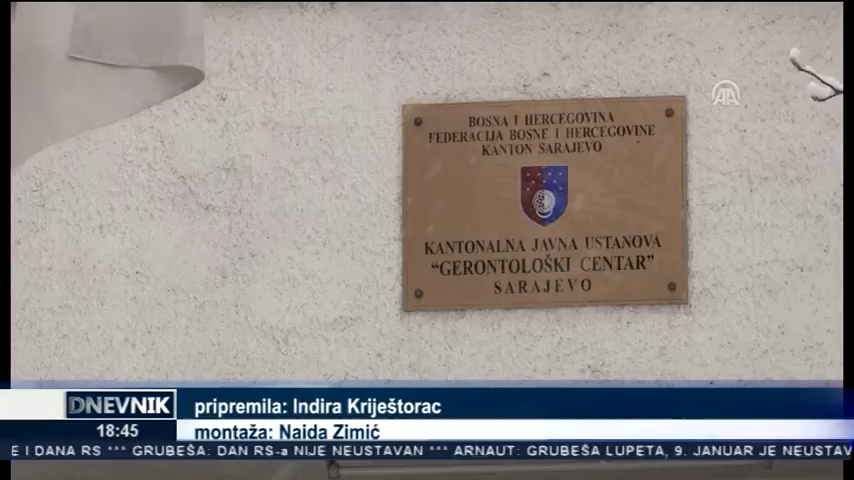 AA
BOSNA I HERCEGOVINA
FEDERACIJA BOSNE I HERCEGOVINE
KANTON SARAJEVO
KANTONALNA JAVNA USTANOVA
"GERONTOLOŠKI CENTAR"
SARAJEVO
DNEVNIK
pripremila: Indira Kriještorac
18:45
montaža: Naida Zimić
E I DANA RS *** GRUBEŠA: DAN RS-a NIJE NEUSTAVAN *** ARNAUT: GRUBEŠA LUPETA, 9. JANUAR JE NEUSTAV